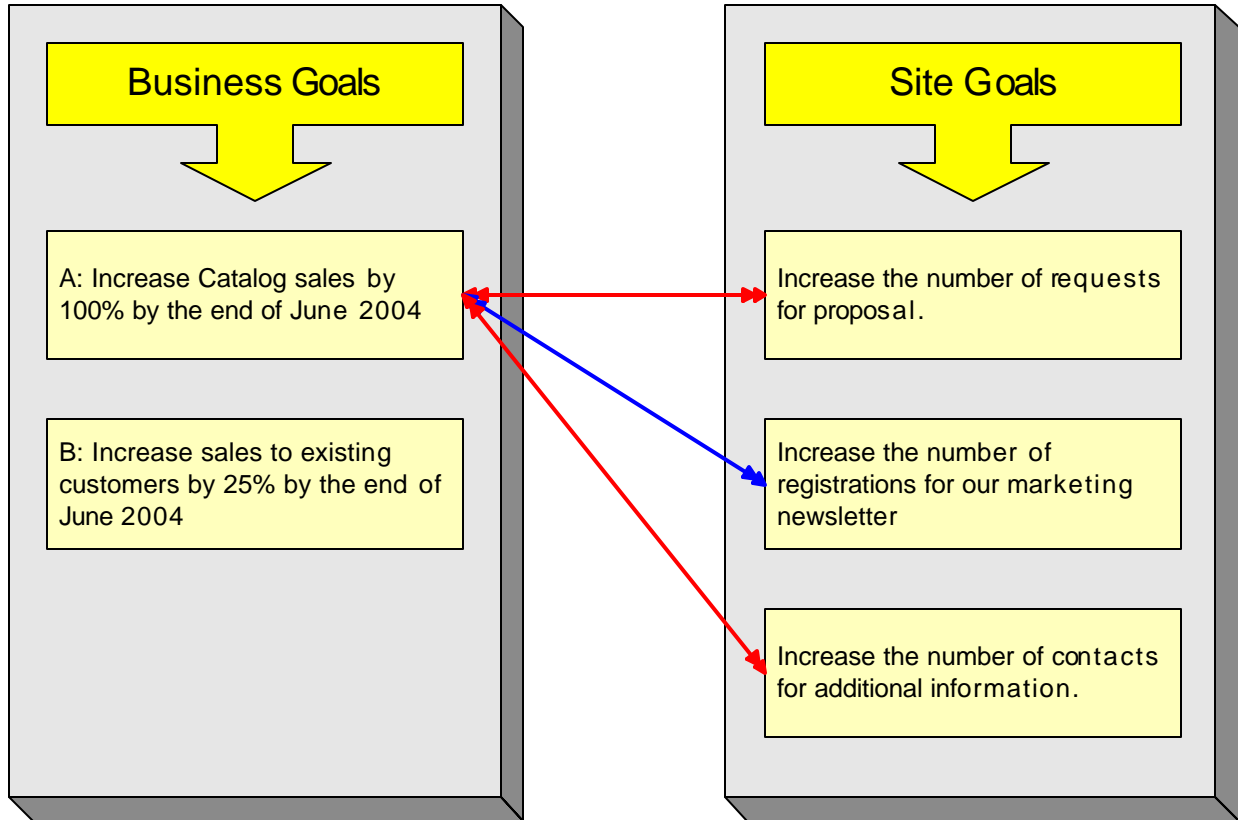 Business Goals
A: Increase Catalog sales by
100% by the end of June 2004
B: Increase sales to existing
customers by 25% by the end of
June 2004
Site Goals
Increase the number of requests
for proposal.
Increase the number of
registrations for our marketing
newsletter
Increase the number of contacts
for additional information.